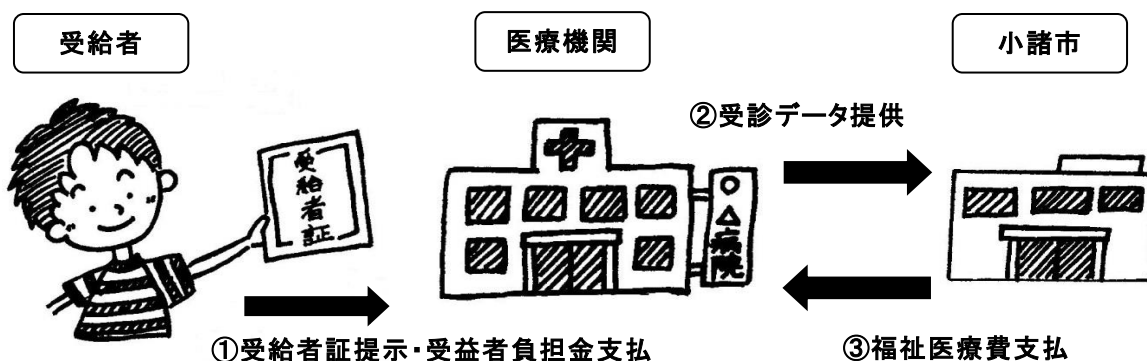 受給者
医療機関
小諸市
②受診データ提供
受給者証
○△病院
①受給者証提示・受益者負担金支払
③福祉医療費支払